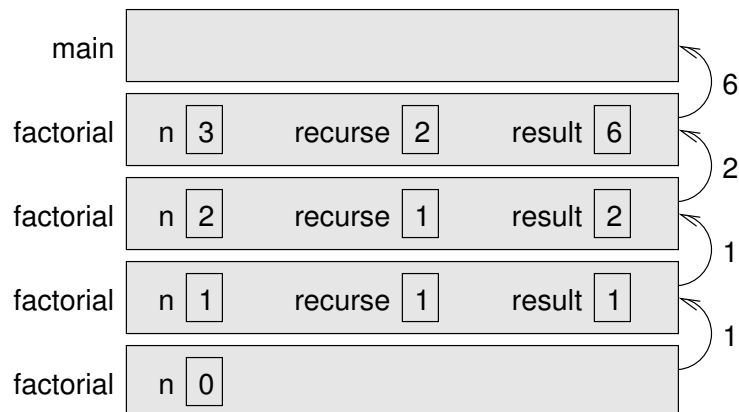 main
6
factorial n 3 recurse 2 result 6
2
factorial n 2 recurse 1 result 2
1
factorial n 1 recurse 1 result 1
1
factorial n 0